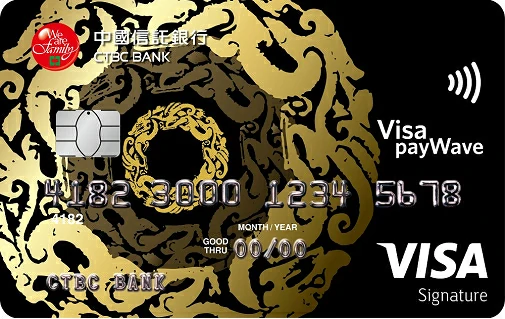 We Care
Family
中國信託銀行
CTBC BANK
Visa
payWave
4182 3000 1234 5678
4182
MONTH / YEAR
GOOD
THRU
00/00
CTBC BANK
VISA
Signature